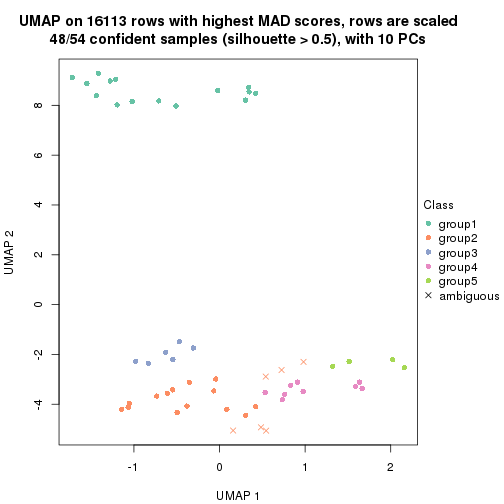 UMAP on 16113 rows with highest MAD scores, rows are scaled
48/54 confident samples (silhouette > 0.5), with 10 PCs
8
6
4
2
0
-2
-4
UMAP 2
-1
0
1
2
UMAP 1
Class
group1
group2
group3
group4
group5
ambiguous